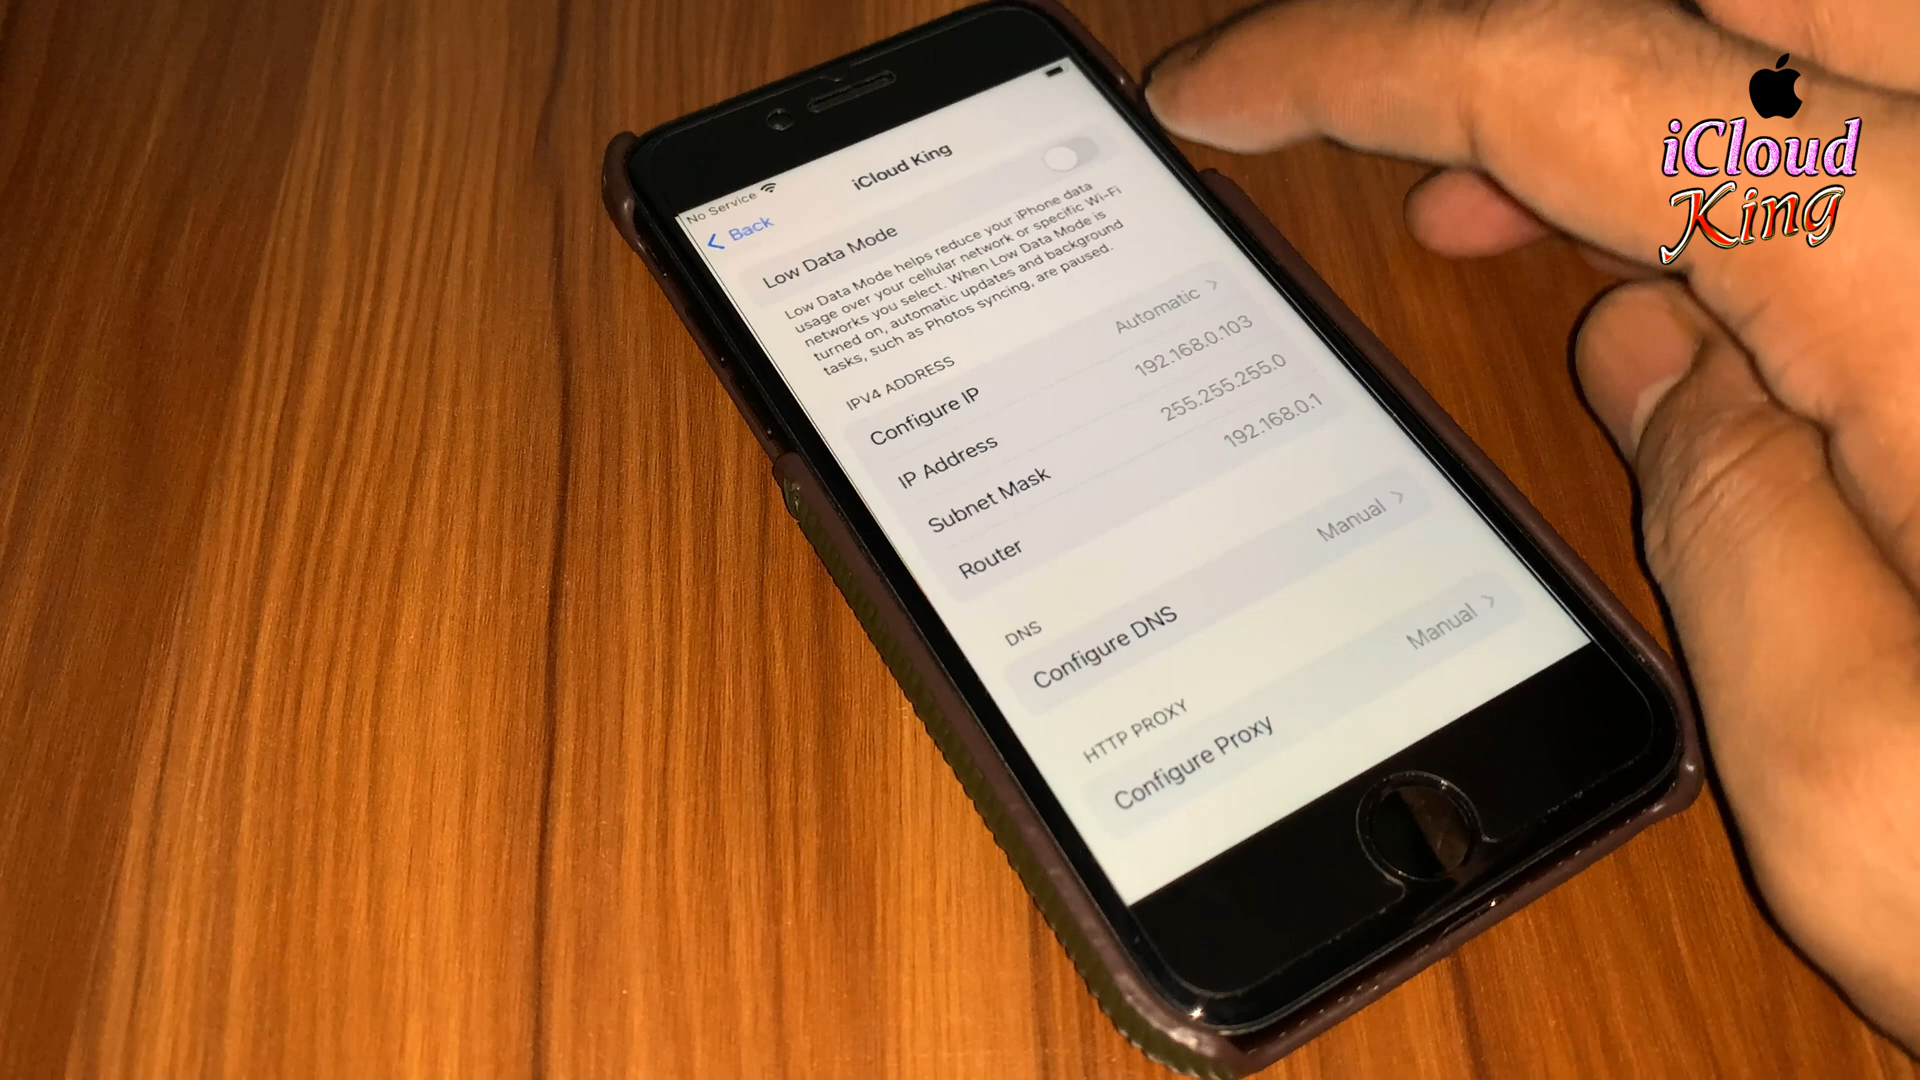 No Service
Back
iCloud King
Low Data Mode
Low Data Mode helps reduce your iPhone data
usage over your cellular network or specific Wi-Fi
networks you select. When Low Data Mode is
turned on, automatic updates and background
tasks, such as Photos syncing, are paused.
IPV4 ADDRESS
Configure IP Automatic
IP Address 192.168.0.103
Subnet Mask 255.255.255.0
Router 192.168.0.1
DNS
Configure DNS Manual
HTTP PROXY
Configure Proxy Manual
iCloud
King